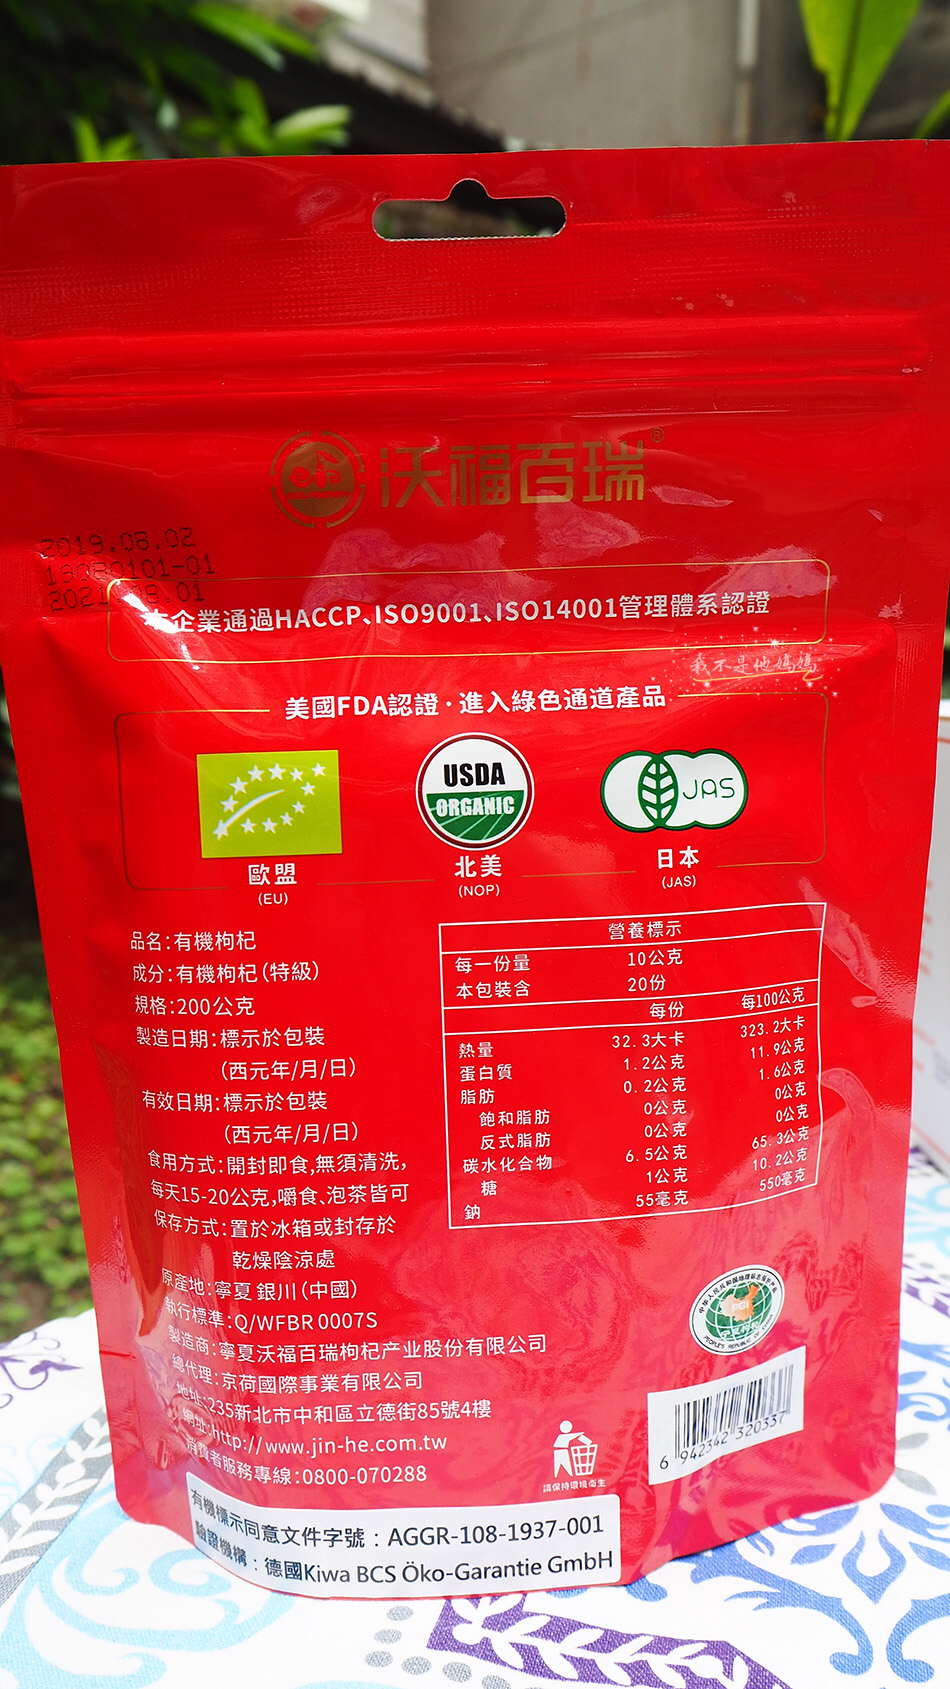 沃福百瑞®
2019.08.02
19080101-01
2021.08.01
本企業通過HACCP、ISO9001、ISO14001管理體系認證
我不是他媽媽
美國FDA認證·進入綠色通道產品
USDA
ORGANIC
JAS
歐盟
(EU)
北美
(NOP)
日本
(JAS)
品名:有機枸杞
成分:有機枸杞(特級)
規格:200公克
製造日期:標示於包裝
(西元年/月/日)
有效日期:標示於包裝
(西元年/月/日)
食用方式:開封即食,無須清洗,
每天15-20公克,嚼食、泡茶皆可
保存方式:置於冰箱或封存於
乾燥陰涼處
原產地:寧夏 銀川(中國)
執行標準:Q/WFBR 0007S
製造商:寧夏沃福百瑞枸杞产业股份有限公司
總代理:京荷國際事業有限公司
地址:235新北市中和區立德街85號4樓
網址:http://www.jin-he.com.tw
消費者服務專線:0800-070288
營養標示
每一份量 10公克
本包裝含 20份
每份 每100公克
熱量 32.3大卡 323.2大卡
蛋白質 1.2公克 11.9公克
脂肪 0.2公克 1.6公克
飽和脂肪 0公克 0公克
反式脂肪 0公克 0公克
碳水化合物 6.5公克 65.3公克
糖 1公克 10.2公克
鈉 55毫克 550毫克
PGI
請保持環境衛生
6 942342 320337
有機標示同意文件字號：AGGR-108-1937-001
驗證機構：德國Kiwa BCS Öko-Garantie GmbH